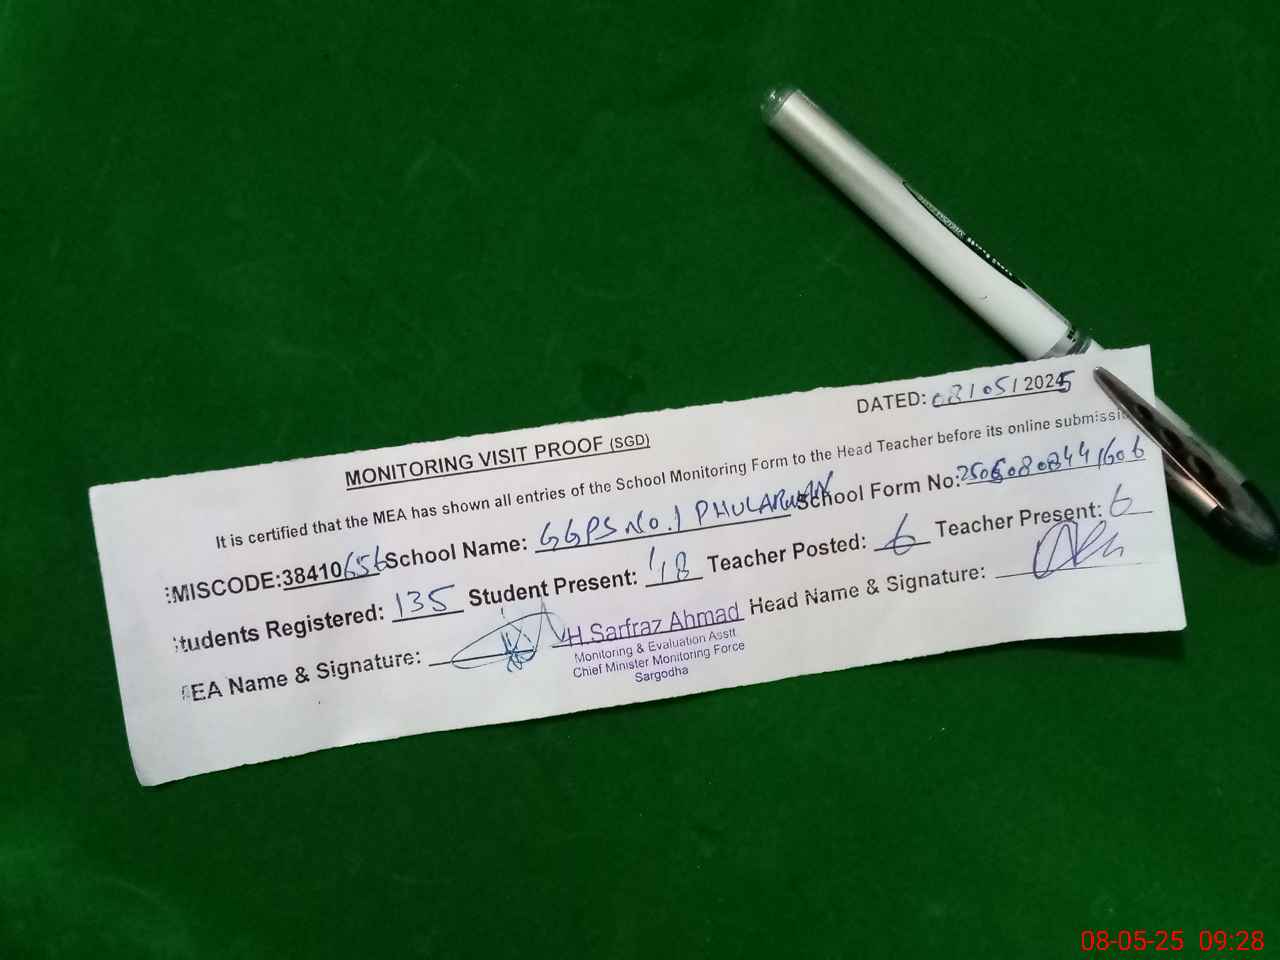 DATED: 08/05/2025
MONITORING VISIT PROOF (SGD)
It is certified that the MEA has shown all entries of the School Monitoring Form to the Head Teacher before its online submissi
EMISCODE:38410656 School Name: GGPS No.1 PHULARWAN School Form No:
Students Registered: 135 Student Present: 118 Teacher Posted: 6 Teacher Present: 6
MEA Name & Signature: H.Sarfraz Ahmad Head Name & Signature:
Monitoring & Evaluation Asstt.
Chief Minister Monitoring Force
Sargodha
08-05-25 09:28